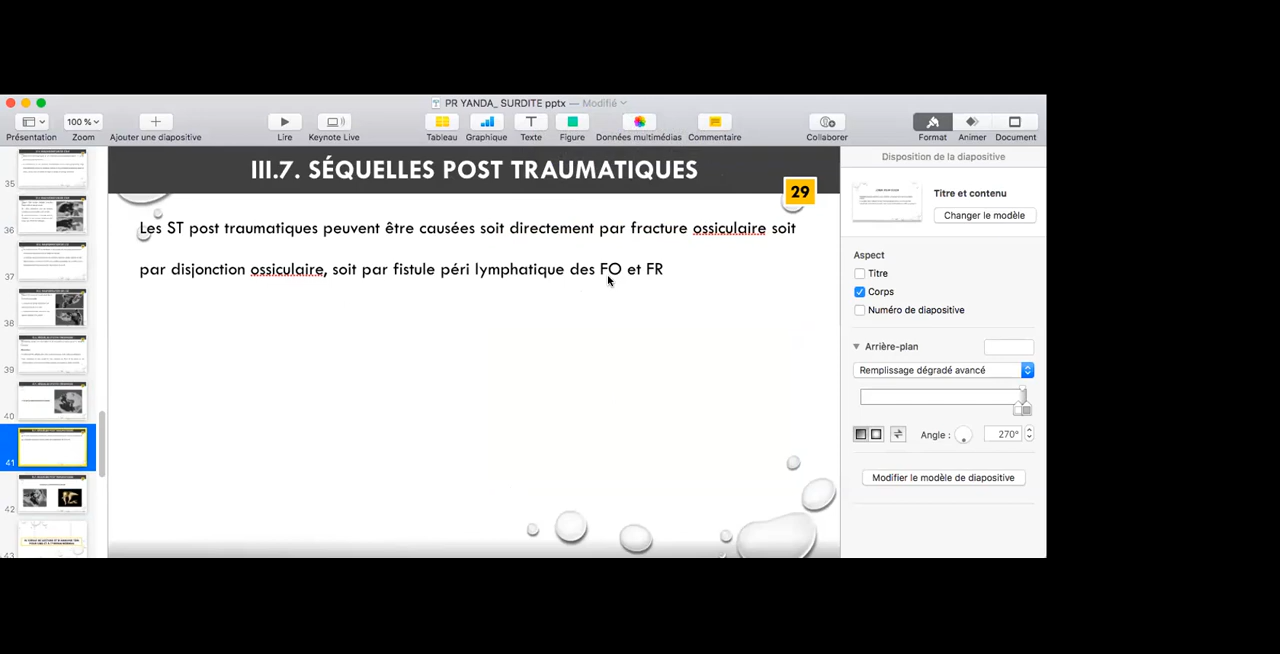 PR YANDA_ SURDITE pptx — Modifié
100 %
Présentation
Zoom
Ajouter une diapositive
Lire
Keynote Live
Tableau
Graphique
Texte
Figure
Données multimédias
Commentaire
Collaborer
Format
Animer
Document
35
36
37
38
39
40
41
42
43
III.7. SÉQUELLES POST TRAUMATIQUES
29
Les ST post traumatiques peuvent être causées soit directement par fracture ossiculaire soit
par disjonction ossiculaire, soit par fistule péri lymphatique des FO et FR
Disposition de la diapositive
Titre et contenu
Changer le modèle
Aspect
Titre
Corps
Numéro de diapositive
Arrière-plan
Remplissage dégradé avancé
Angle :
270°
Modifier le modèle de diapositive